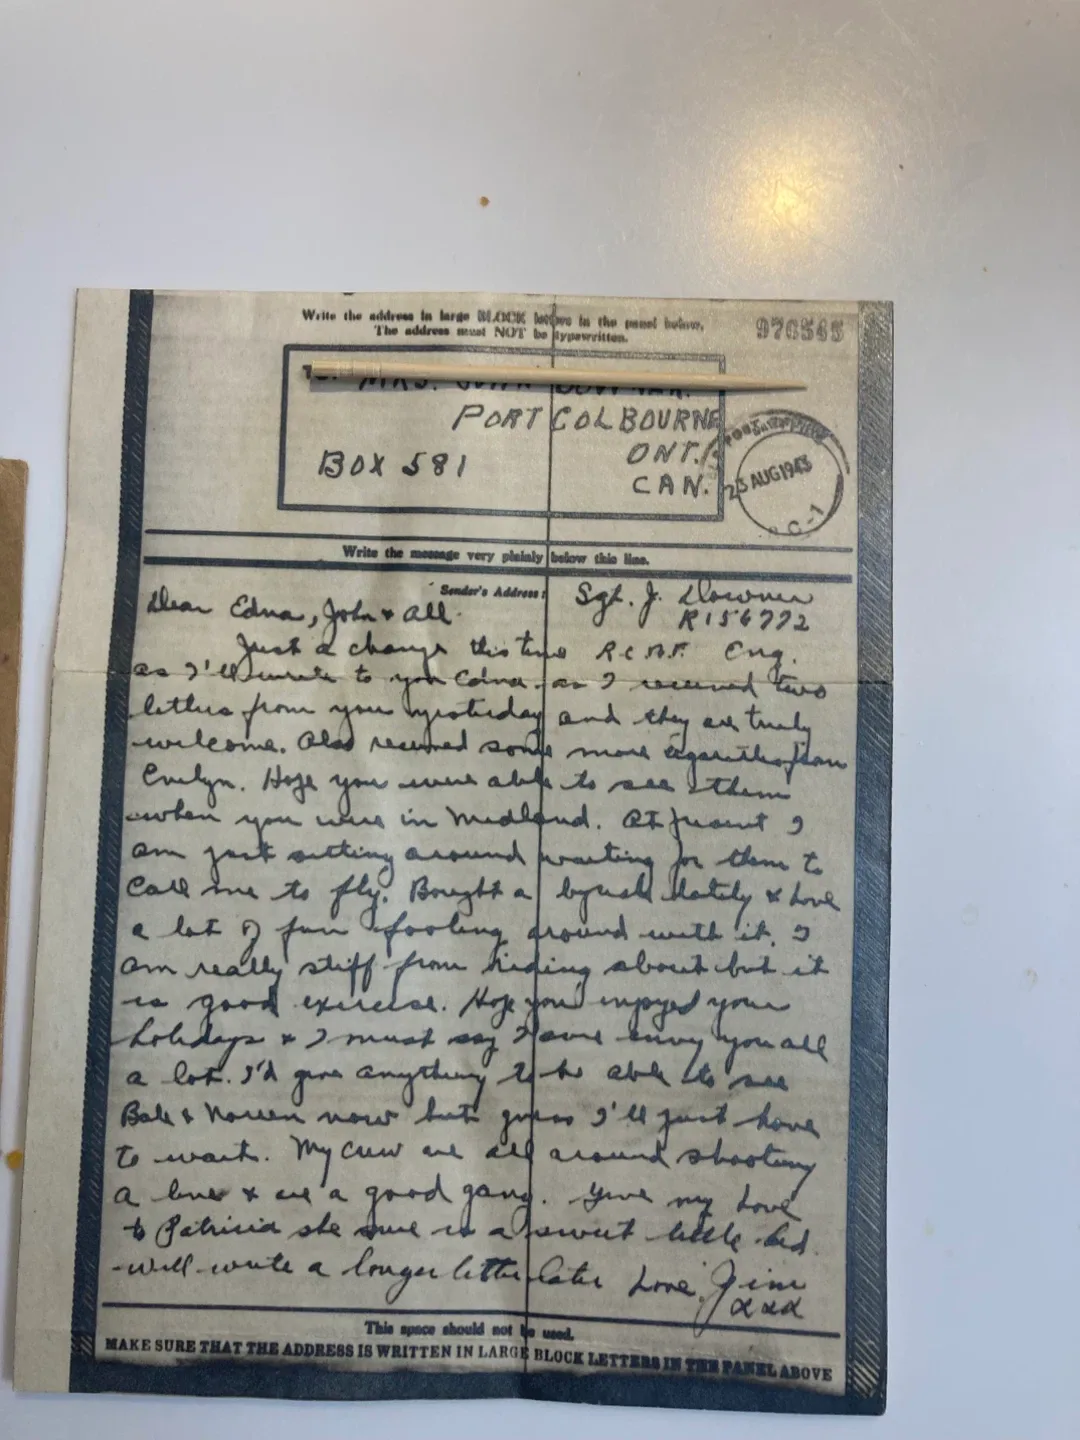 Write the address in large BLOCK letters in the panel below.
The address must NOT be typewritten.
976545
MRS. JOHN DOWNER.
PORT COLBOURNE
ONT.
BOX 581
CAN.
23 AUG 1943
Write the message very plainly below this line.
Sender's Address:
Sgt. J. Downer
Dear Edna, John & All.
R156772
Just a change this time
R.C.A.F. Eng.
as I'll write to you Edna. as I received two
letters from you yesterday and they are truly
welcome. Also received some more cigarettes from
Evelyn. Hope you were able to see them
when you were in Midland. At present I
am just sitting around waiting for them to
call me to fly. Bought a lately & have
a lot of fun fooling around with it. I
am really stiff from riding about but it
is good exercise. Hope you enjoyed your
holidays & I must say I envy you all
a lot. I'd give anything to be able to see
& Noreen now but guess I'll just have
to wait. My crew are all around shooting
a line & are a good gang. Give my love
to Patricia she sure is a sweet little kid.
will write a longer letter later Love, Jim
xxx
This space should not be used.
MAKE SURE THAT THE ADDRESS IS WRITTEN IN LARGE BLOCK LETTERS IN THE PANEL ABOVE